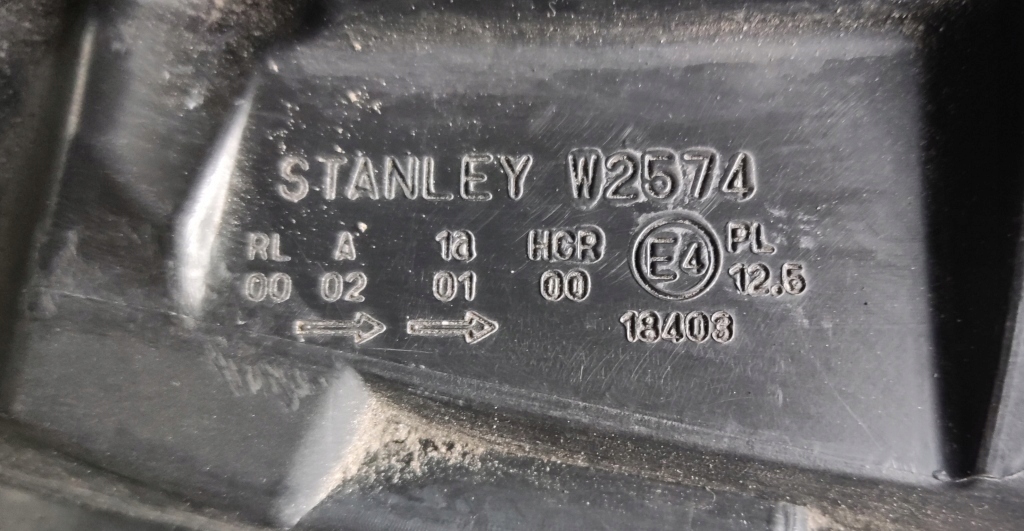 STANLEY W2574
RL A 1a HCR E4 PL
00 02 01 00 12.5
→ → 18403